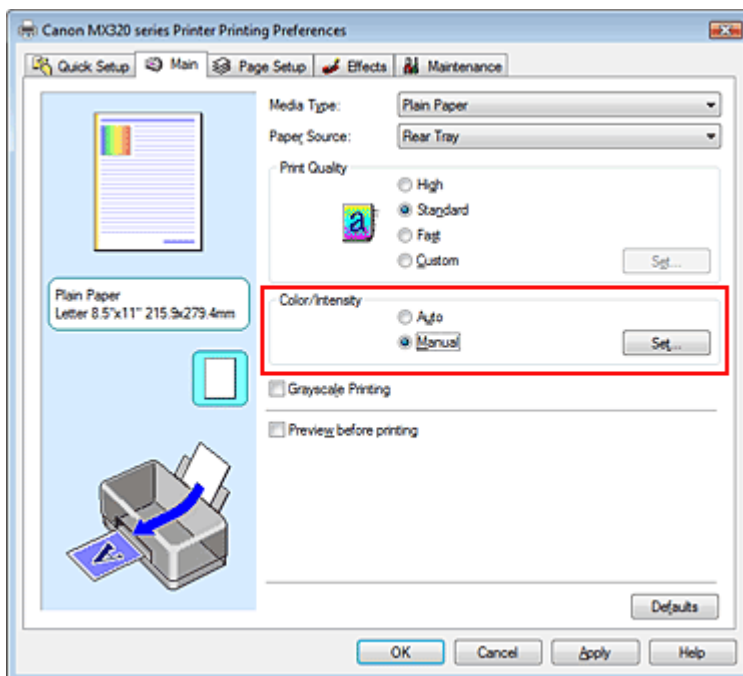 Canon MX320 series Printer Printing Preferences
Quick Setup Main Page Setup Effects Maintenance
Media Type: Plain Paper
Paper Source: Rear Tray
Print Quality
High
a
Standard
Fast
Custom Set...
Plain Paper
Letter 8.5"x11" 215.9x279.4mm
Color/Intensity
Auto
Manual Set...
Grayscale Printing
Preview before printing
A
Defaults
OK Cancel Apply Help